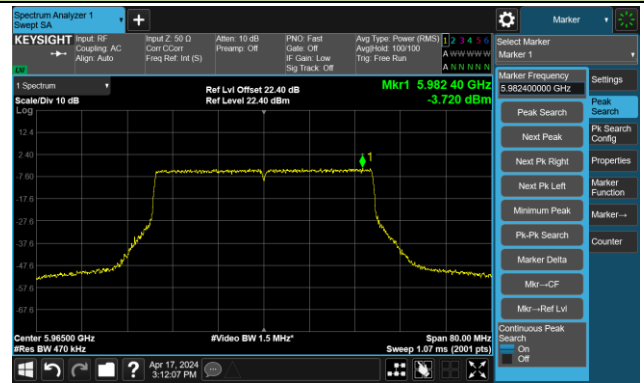 Spectrum Analyzer 1
Swept SA
+
Marker
KEYSIGHT
Input: RF
Coupling: AC
Align: Auto
Input Z: 50 Ω
Corr CCorr
Freq Ref: Int (S)
Atten: 10 dB
Preamp: Off
PNO: Fast
Gate: Off
IF Gain: Low
Sig Track: Off
Avg Type: Power (RMS)
Avg|Hold: 100/100
Trig: Free Run
1 2 3 4 5 6
A W W W W W
A N N N N N
Select Marker
Marker 1
1 Spectrum
Scale/Div 10 dB
Ref Lvl Offset 22.40 dB
Ref Level 22.40 dBm
Mkr1 5.982 40 GHz
-3.720 dBm
Log
12.4
2.40
-7.60
-17.6
-27.6
-37.6
-47.6
-57.6
-67.6
1
Center 5.96500 GHz
#Res BW 470 kHz
#Video BW 1.5 MHz*
Span 80.00 MHz
Sweep 1.07 ms (2001 pts)
Marker Frequency
5.982400000 GHz
Peak Search
Next Peak
Next Pk Right
Next Pk Left
Minimum Peak
Pk-Pk Search
Marker Delta
Mkr→CF
Mkr→Ref Lvl
Continuous Peak
Search
On
Off
Settings
Peak
Search
Pk Search
Config
Properties
Marker
Function
Marker→
Counter
?
Apr 17, 2024
3:12:07 PM